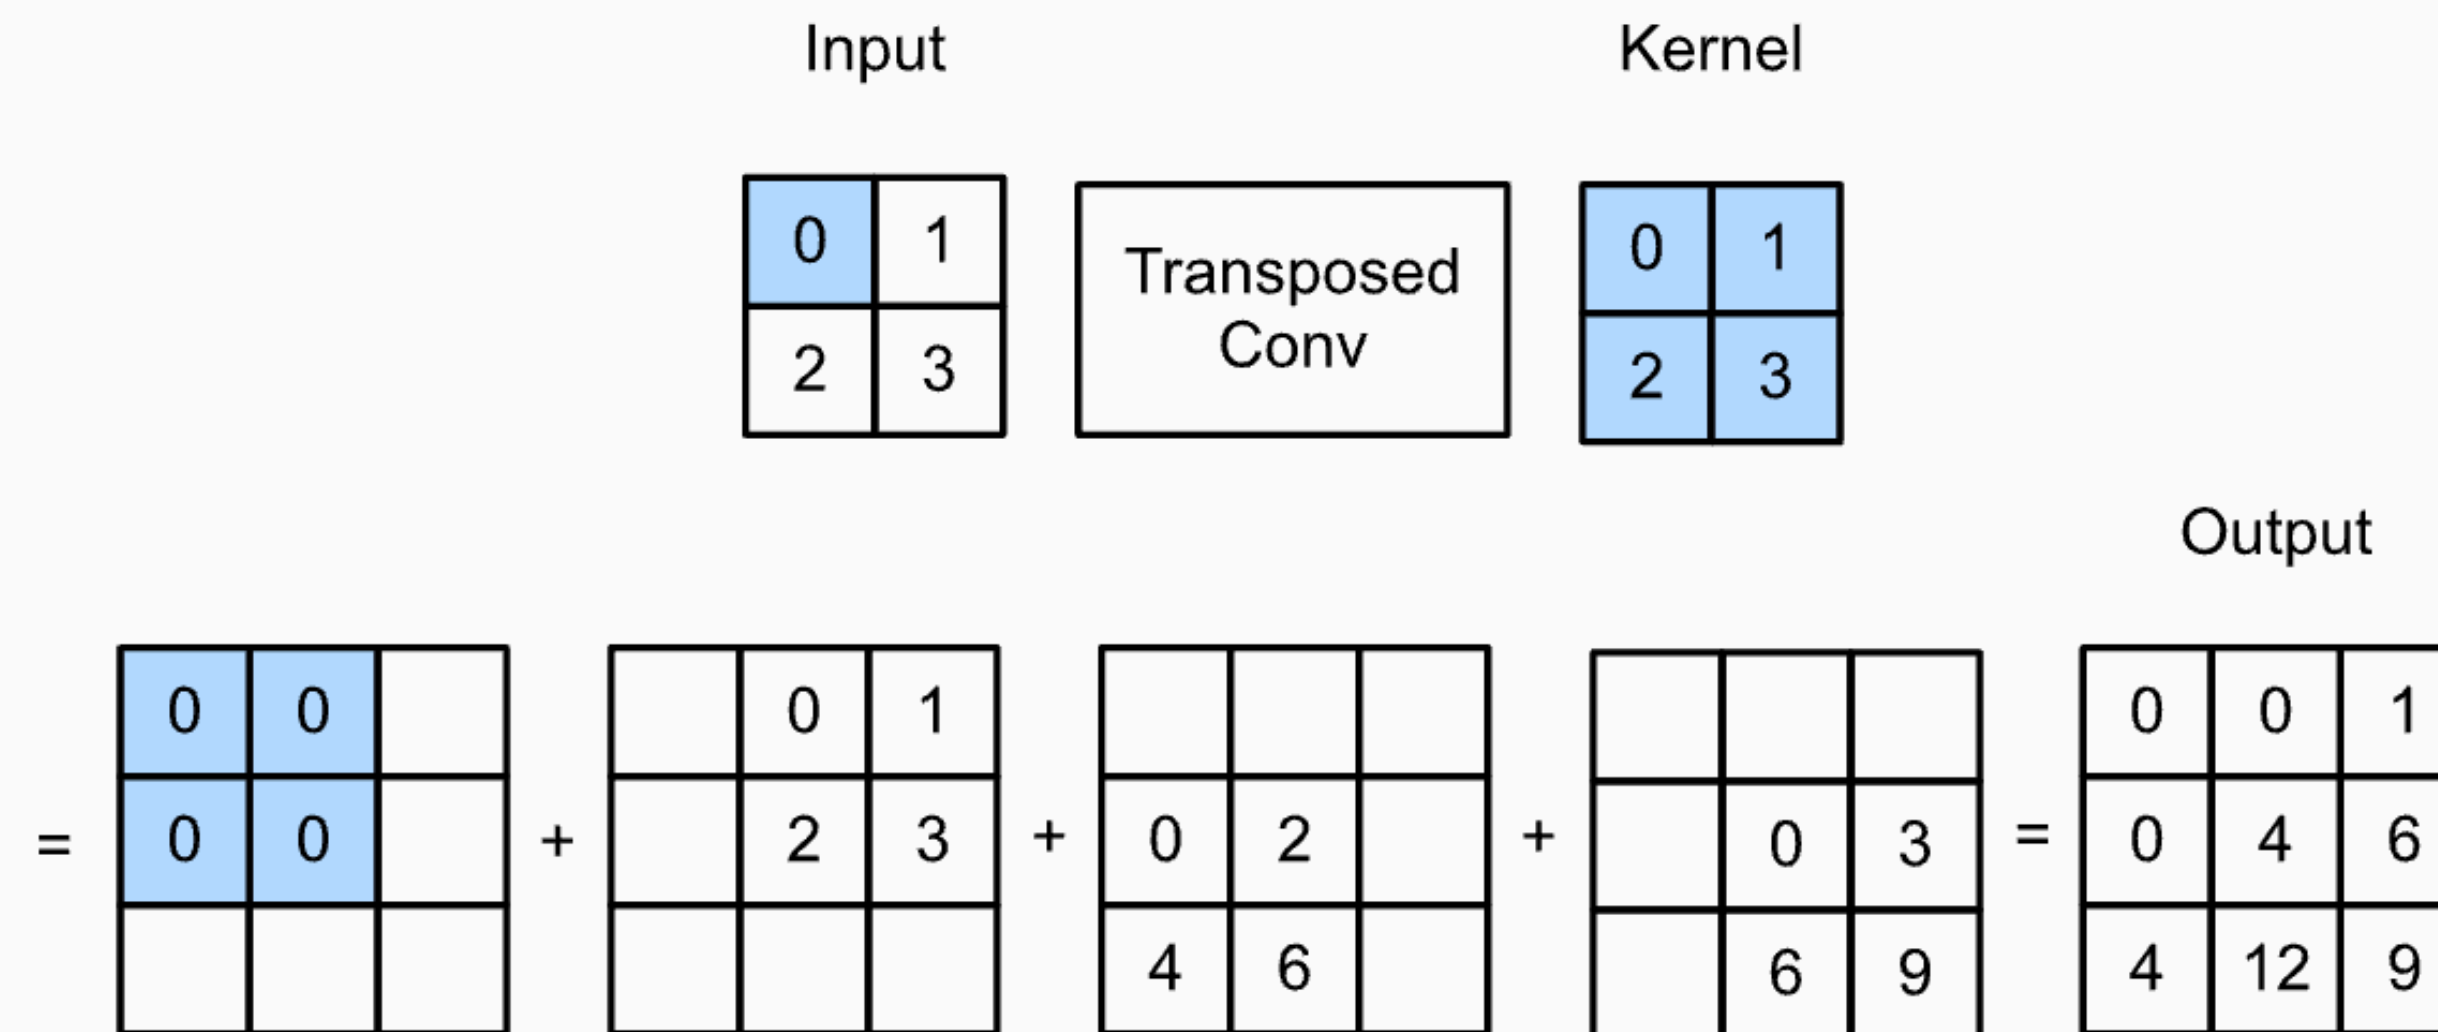 Input Kernel
0 1 Transposed 0 1
2 3 Conv 2 3
Output
0 0 0 1 0 0 1
= 0 0 + 2 3 + 0 2 + 0 3 = 0 4 6
4 6 6 9 4 12 9